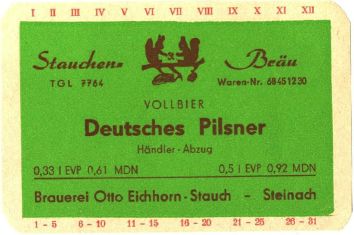 I II III IV V VI VII VIII IX X XI XII
Stauchen= Bräu
TGL 7764 Waren-Nr. 68451230
VOLLBIER
Deutsches Pilsner
Händler-Abzug
0,33 l EVP 0,61 MDN 0,5 l EVP 0,92 MDN
Brauerei Otto Eichhorn-Stauch - Steinach
1 - 5 6 - 10 11 - 15 16 - 20 21 - 25 26 - 31